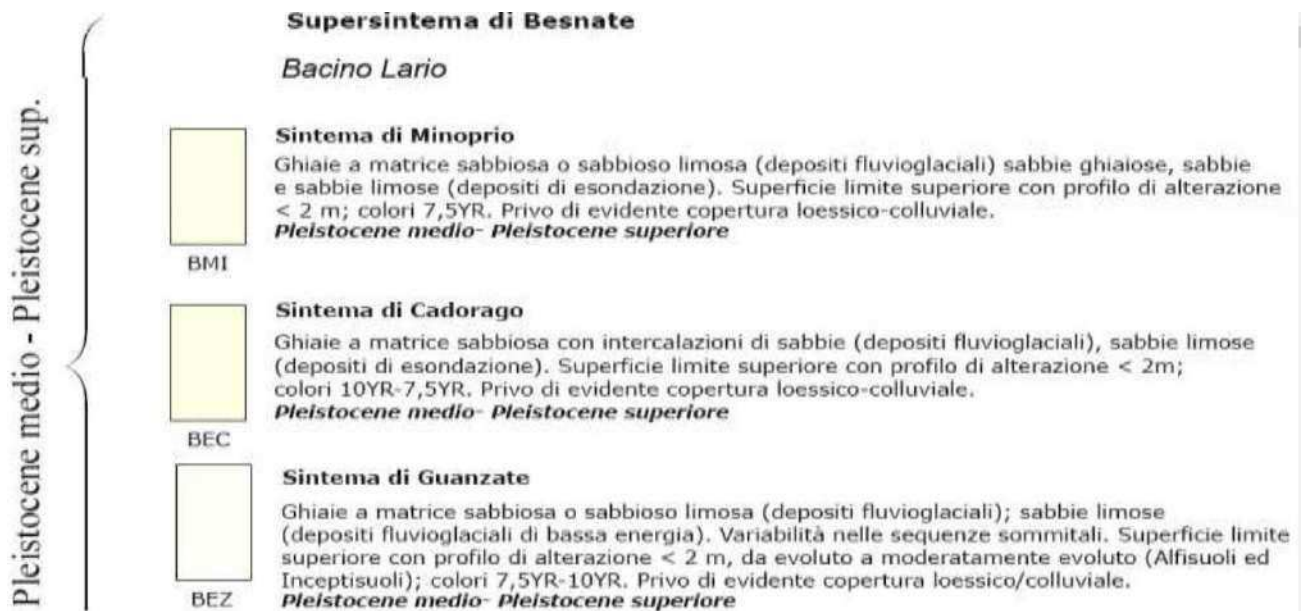 Pleistocene medio - Pleistocene sup.
Supersintema di Besnate
Bacino Lario
Sintema di Minoprio
Ghiaie a matrice sabbiosa o sabbioso limosa (depositi fluvioglaciali) sabbie ghiaiose, sabbie
e sabbie limose (depositi di esondazione). Superficie limite superiore con profilo di alterazione
< 2 m; colori 7,5YR. Privo di evidente copertura loessico-colluviale.
Pleistocene medio- Pleistocene superiore
BMI
Sintema di Cadorago
Ghiaie a matrice sabbiosa con intercalazioni di sabbie (depositi fluvioglaciali), sabbie limose
(depositi di esondazione). Superficie limite superiore con profilo di alterazione < 2m;
colori 10YR-7,5YR. Privo di evidente copertura loessico-colluviale.
Pleistocene medio- Pleistocene superiore
BEC
Sintema di Guanzate
Ghiaie a matrice sabbiosa o sabbioso limosa (depositi fluvioglaciali); sabbie limose
(depositi fluvioglaciali di bassa energia). Variabilità nelle sequenze sommitali. Superficie limite
superiore con profilo di alterazione < 2 m, da evoluto a moderatamente evoluto (Alfisuoli ed
Inceptisuoli); colori 7,5YR-10YR. Privo di evidente copertura loessico/colluviale.
Pleistocene medio- Pleistocene superiore
BEZ